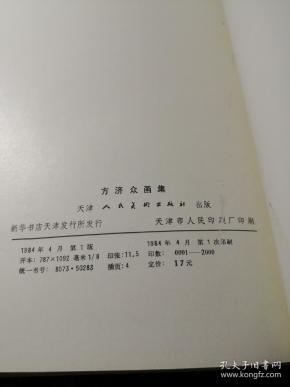 方济众画集
天津人民美术出版社 出版
新华书店天津发行所发行 天津市人民印刷厂印刷
1984年4月 第1版 1984年4月 第1次印刷
开本:787×1092 毫米1/8 印张:11.5 印数:0001—2000
统一书号:8073·50283 插页:4 定价:17元
孔夫子旧书网